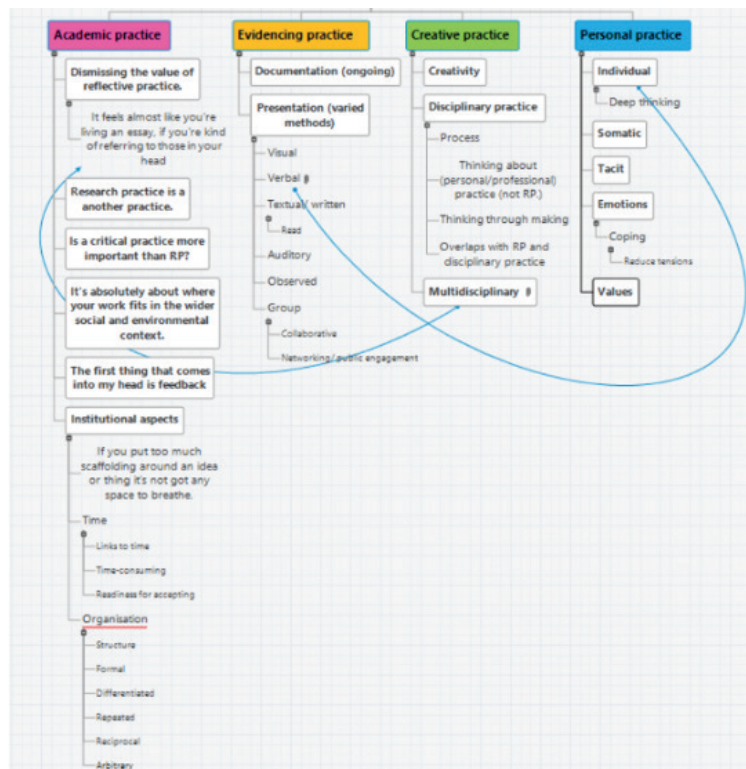 Academic practice
Dismissing the value of
reflective practice.
It feels almost like you're
living an essay, if you're kind
of referring to those in your
head
Research practice is a
another practice.
Is a critical practice more
important than RP?
It's absolutely about where
your work fits in the wider
social and environmental
context.
The first thing that comes
into my head is feedback
Institutional aspects
If you put too much
scaffolding around an idea
or thing it's not got any
space to breathe.
Time
Links to time
Time-consuming
Readiness for accepting
Organisation
Structure
Formal
Differentiated
Repeated
Reciprocal
Arbitrary
Evidencing practice
Documentation (ongoing)
Presentation (varied
methods)
Visual
Verbal
Textual/ written
Read
Auditory
Observed
Group
Collaborative
Networking/ public engagement
Creative practice
Creativity
Disciplinary practice
Process
Thinking about
(personal/professional)
practice (not RP.)
Thinking through making
Overlaps with RP and
disciplinary practice
Multidisciplinary
Personal practice
Individual
Deep thinking
Somatic
Tacit
Emotions
Coping
Reduce tensions
Values